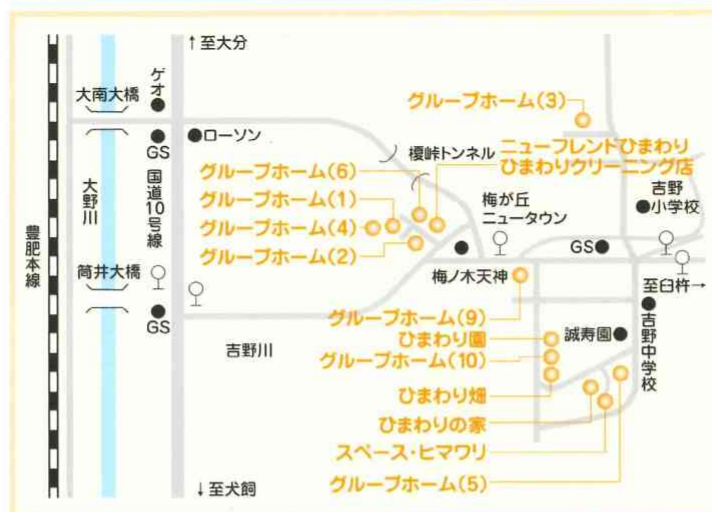 ↑至大分
ゲオ
大南大橋
グループホーム(3)
GS
ローソン
榎峠トンネル
ニューフレンドひまわり
ひまわりクリーニング店
グループホーム(6)
グループホーム(1)
グループホーム(4)
グループホーム(2)
梅が丘
ニュータウン
吉野
小学校
大野川
国道10号線
豊肥本線
GS
梅ノ木天神
筒井大橋
至臼杵→
GS
グループホーム(9)
吉野川
ひまわり園
誠寿園
吉野中学校
グループホーム(10)
ひまわり畑
ひまわりの家
スペース・ヒマワリ
グループホーム(5)
↓至犬飼